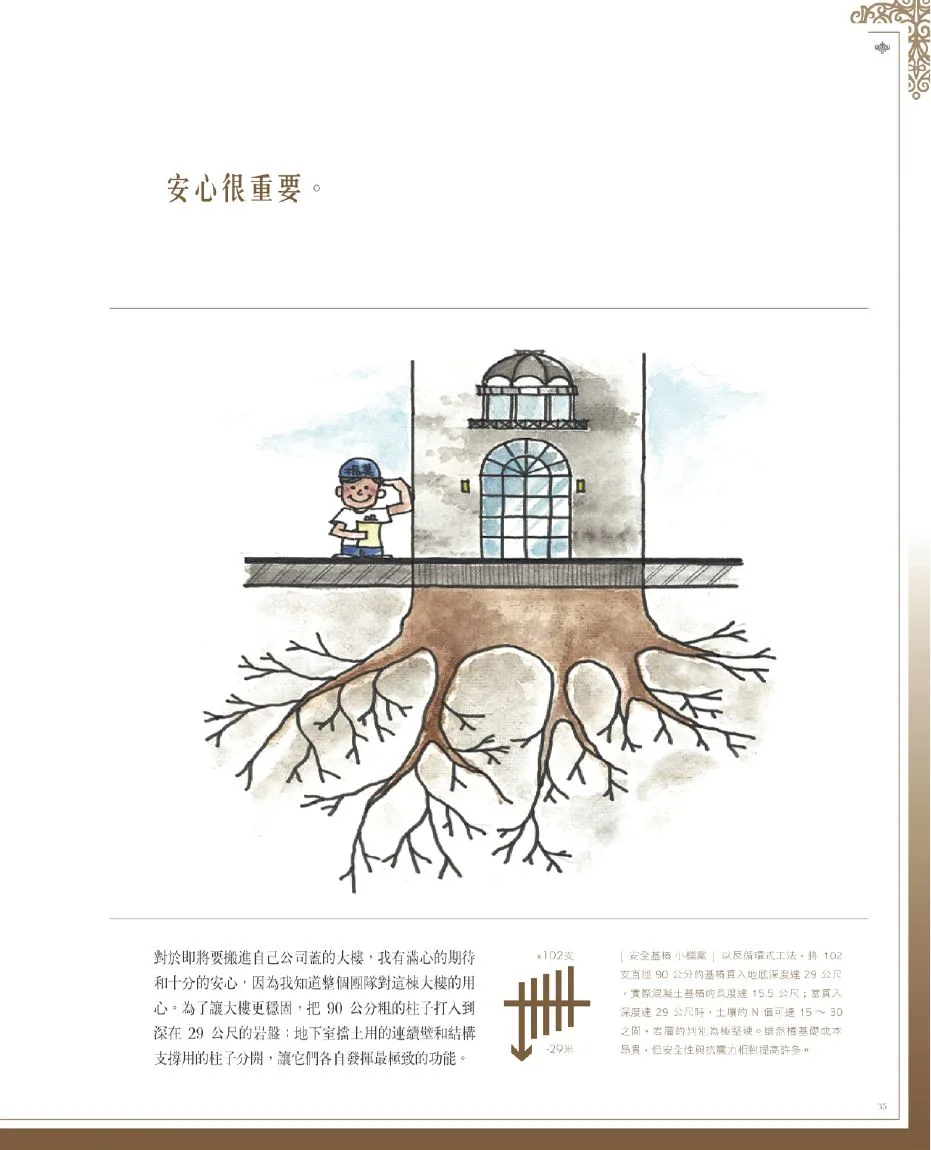 安心很重要。
對於即將要搬進自己公司蓋的大樓，我有滿心的期待
和十分的安心，因為我知道整個團隊對這棟大樓的用
心。為了讓大樓更穩固，把 90 公分粗的柱子打入到
深在 29 公尺的岩盤；地下室擋土用的連續壁和結構
支撐用的柱子分開，讓它們各自發揮最極致的功能。
x102支
-29米
[ 安全基樁 小檔案 ] 以反循環式工法，將 102
支直徑 90 公分的基樁貫入地底深度達 29 公尺
，實際混凝土基樁的長度達 15.5 公尺；當貫入
深度達 29 公尺時，土壤的 N 值可達 15 ～ 30
之間，岩層的判別為極堅硬。雖然樁基礎成本
昂貴，但安全性與抗震力相對提高許多。
35